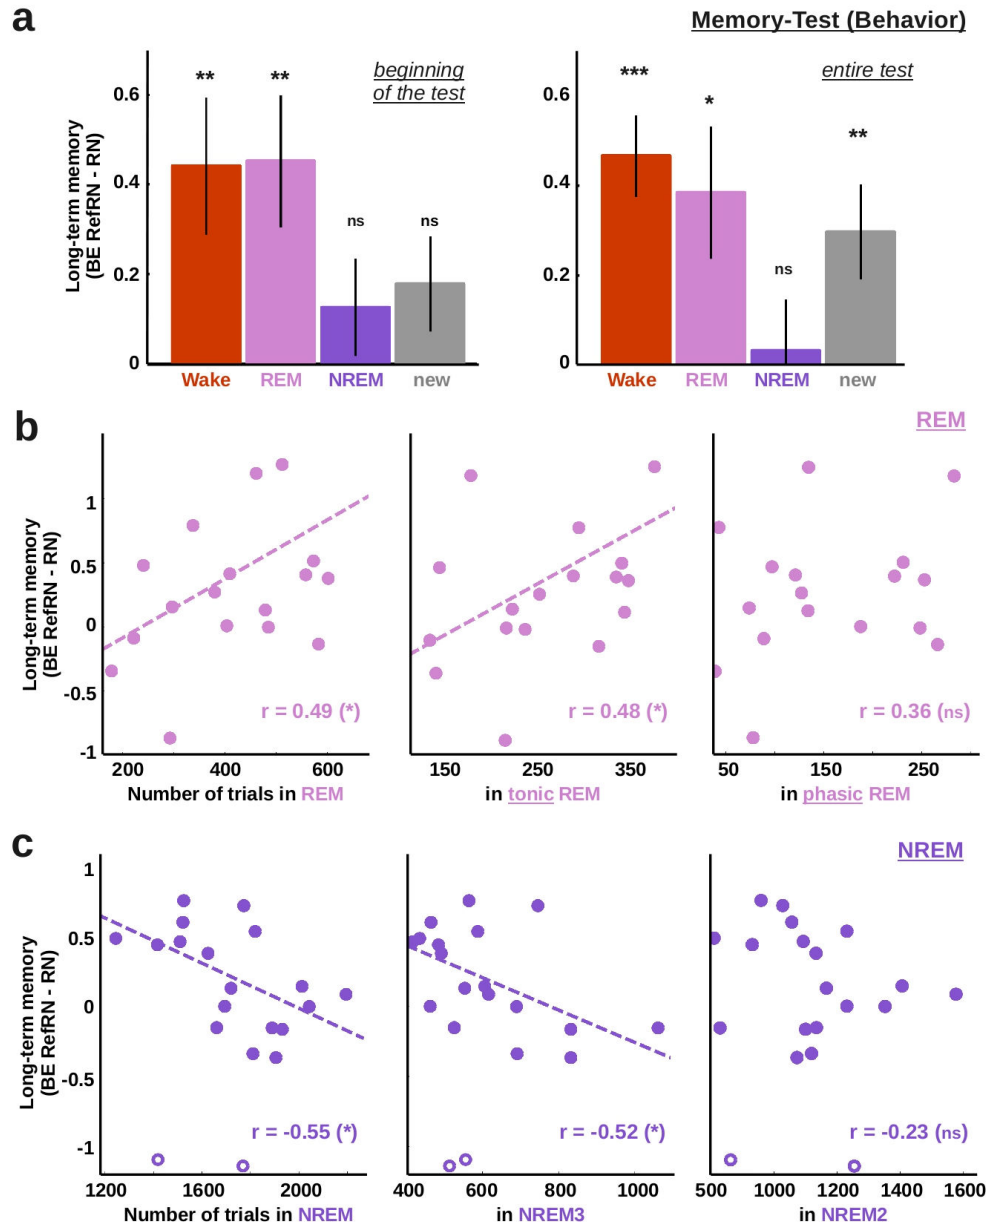 a
Memory-Test (Behavior)
beginning
of the test
entire test
** **
ns ns
*** * ns **
Long-term memory
(BE RefRN - RN)
0.6
0.4
0.2
0
0.6
0.4
0.2
0
Wake REM NREM new
Wake REM NREM new
b
REM
Long-term memory
(BE RefRN - RN)
1
0.5
0
-0.5
-1
r = 0.49 (*)
r = 0.48 (*)
r = 0.36 (ns)
200 400 600
150 250 350
50 150 250
Number of trials in REM
in tonic REM
in phasic REM
c
NREM
Long-term memory
(BE RefRN - RN)
1
0.5
0
-0.5
-1
r = -0.55 (*)
r = -0.52 (*)
r = -0.23 (ns)
1200 1600 2000
400 600 800 1000
500 1000 1200 1400 1600
Number of trials in NREM
in NREM3
in NREM2